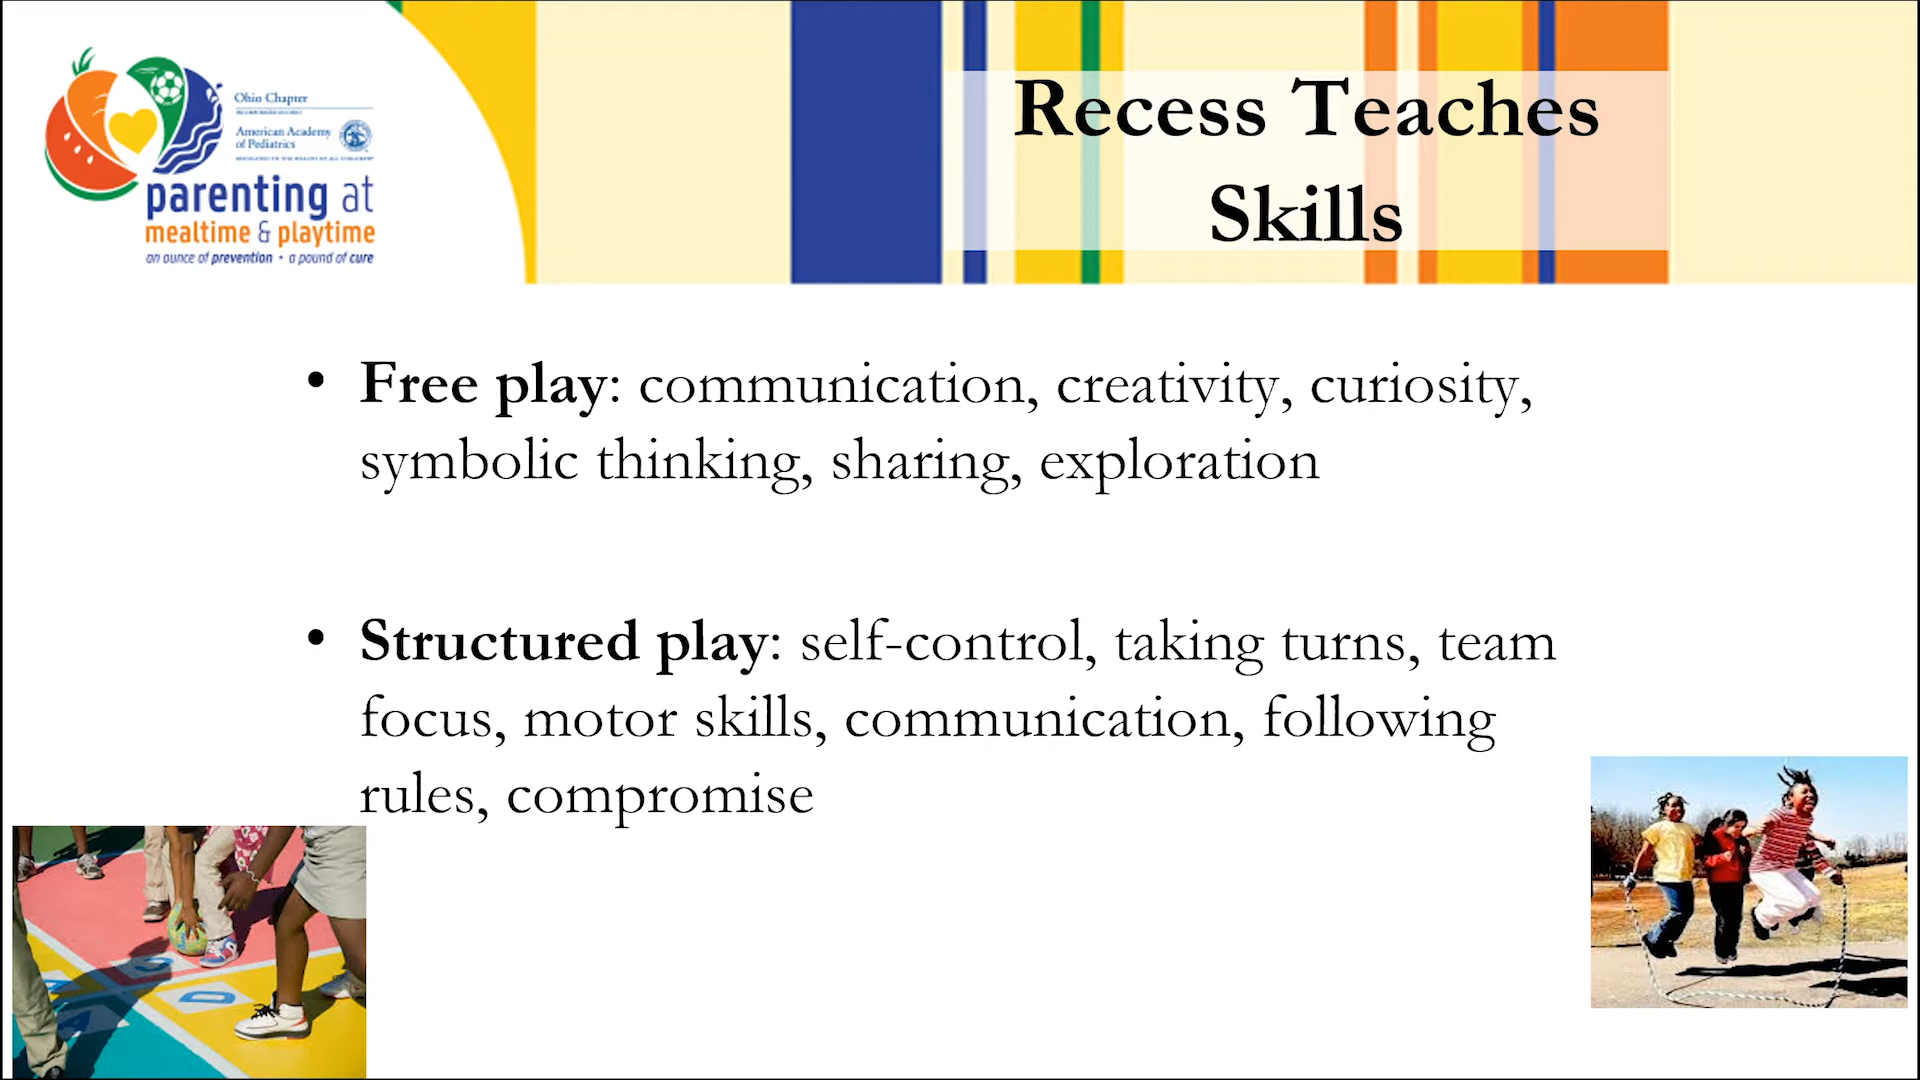 Ohio Chapter
American Academy
of Pediatrics
parenting at
mealtime & playtime
an ounce of prevention • a pound of cure
Recess Teaches
Skills
• Free play: communication, creativity, curiosity,
symbolic thinking, sharing, exploration
• Structured play: self-control, taking turns, team
focus, motor skills, communication, following
rules, compromise
C
D
A